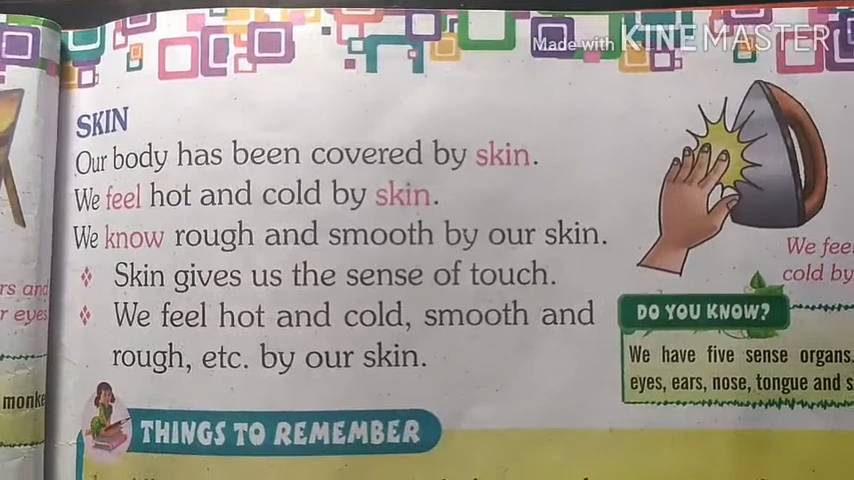 Made with KINEMASTER
SKIN
Our body has been covered by skin.
We feel hot and cold by skin.
We know rough and smooth by our skin.
❖ Skin gives us the sense of touch.
❖ We feel hot and cold, smooth and
rough, etc. by our skin.
We feel
cold by
DO YOU KNOW?
We have five sense organs.
eyes, ears, nose, tongue and s
THINGS TO REMEMBER
rs and
r eyes
monke